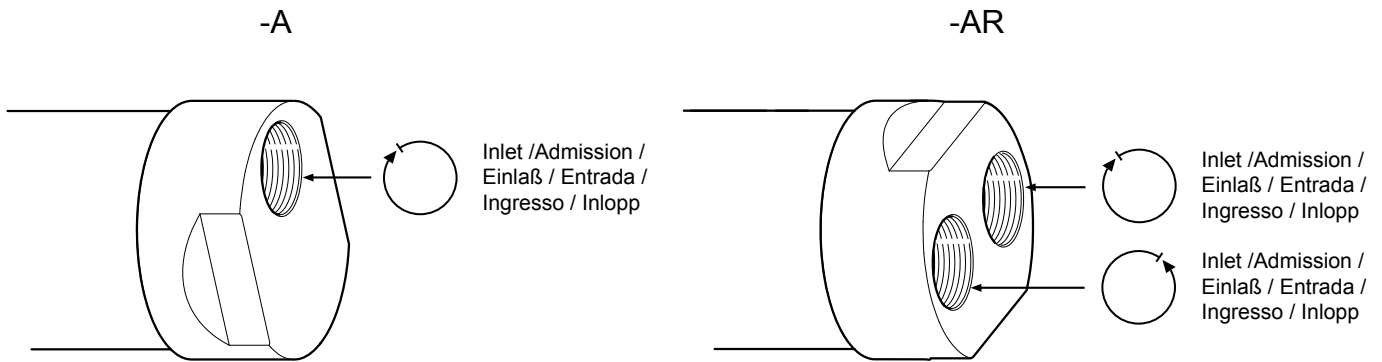 -A
-AR
Inlet /Admission /
Einlaß / Entrada /
Ingresso / Inlopp
Inlet /Admission /
Einlaß / Entrada /
Ingresso / Inlopp
Inlet /Admission /
Einlaß / Entrada /
Ingresso / Inlopp